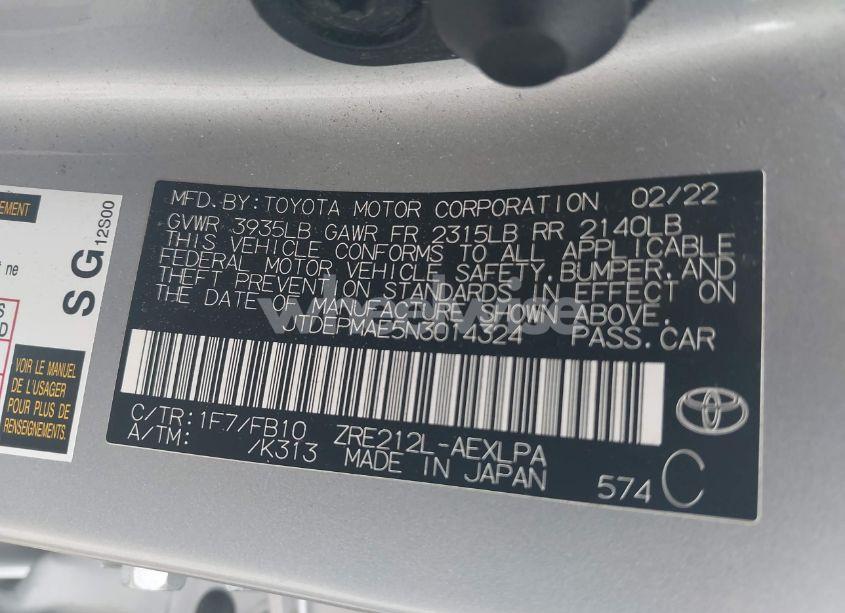 EMENT
ne
S
D
SG
12S00
VOIR LE MANUEL
DE L'USAGER
POUR PLUS DE
RENSEIGNEMENTS.
MFD. BY: TOYOTA MOTOR CORPORATION 02/22
GVWR 3935LB GAWR FR 2315LB RR 2140LB
THIS VEHICLE CONFORMS TO ALL APPLICABLE
FEDERAL MOTOR VEHICLE SAFETY, BUMPER, AND
THEFT PREVENTION STANDARDS IN EFFECT ON
THE DATE OF MANUFACTURE SHOWN ABOVE.
JTDEPMAE5N3014324 PASS. CAR
C/TR: 1F7/FB10 ZRE212L-AEXLPA
A/TM: /K313 MADE IN JAPAN
574 C